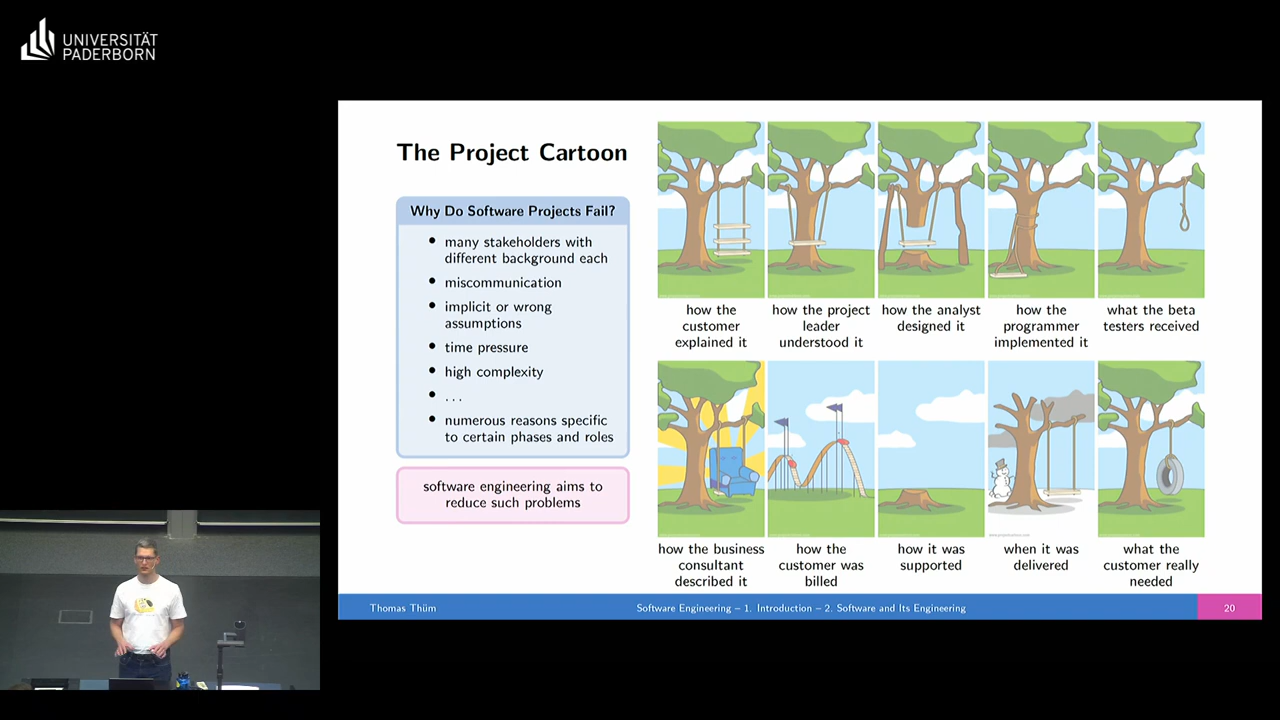 UNIVERSITÄT
PADERBORN
The Project Cartoon
Why Do Software Projects Fail?
• many stakeholders with
different background each
• miscommunication
• implicit or wrong
assumptions
• time pressure
• high complexity
• . . .
• numerous reasons specific
to certain phases and roles
software engineering aims to
reduce such problems
how the
customer
explained it
how the project
leader
understood it
how the analyst
designed it
how the
programmer
implemented it
what the beta
testers received
how the business
consultant
described it
how the
customer was
billed
how it was
supported
when it was
delivered
what the
customer really
needed
Thomas Thüm
Software Engineering – 1. Introduction – 2. Software and Its Engineering
20